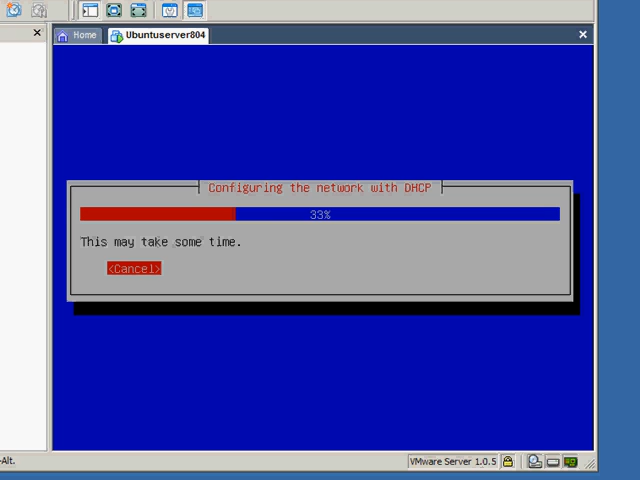 Home
Ubuntuserver804
Configuring the network with DHCP
33%
This may take some time.
<Cancel>
-Alt.
VMware Server 1.0.5